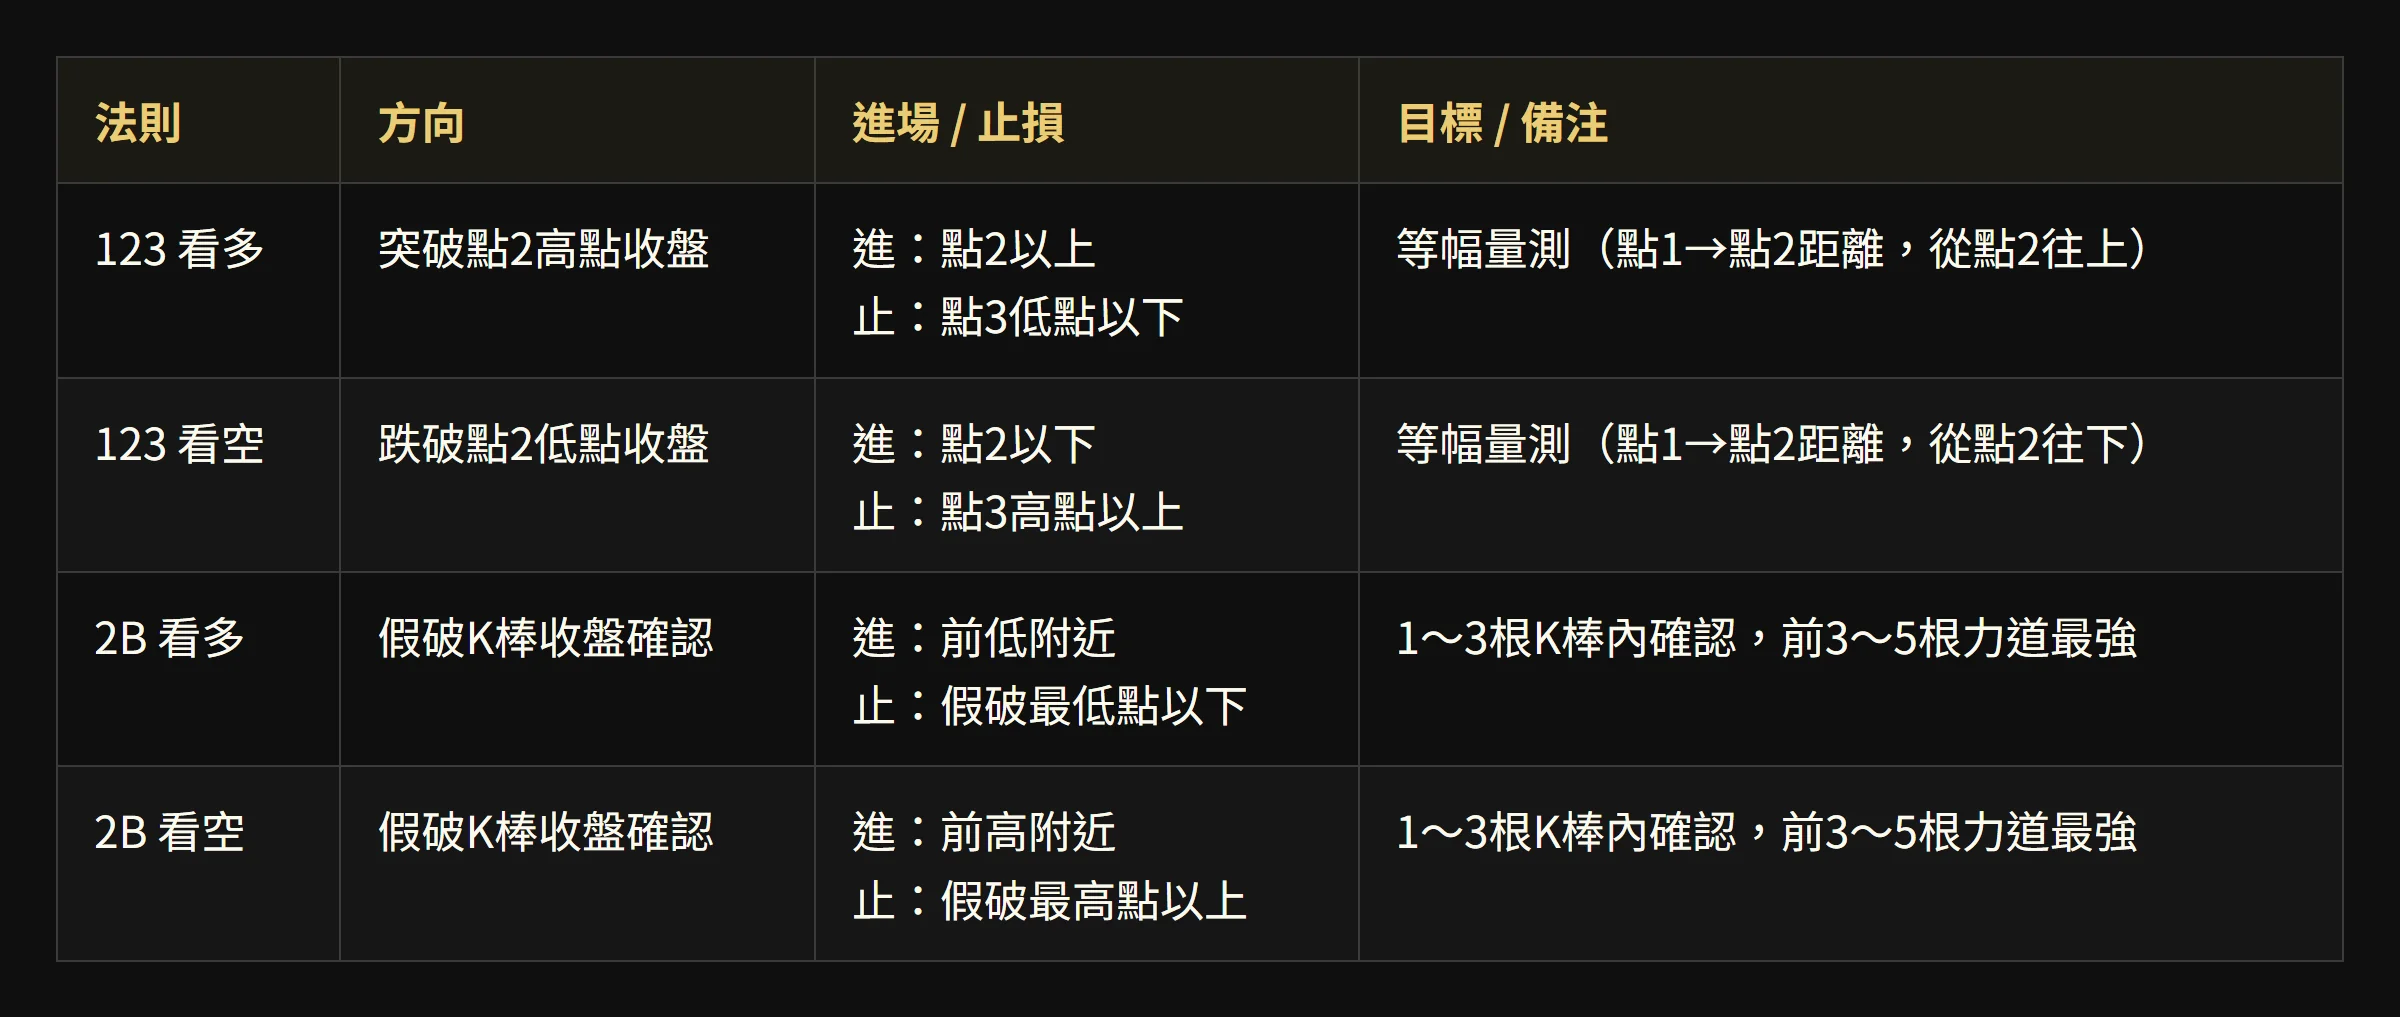 法則 方向 進場 / 止損 目標 / 備注
123 看多 突破點2高點收盤 進：點2以上 等幅量測（點1→點2距離，從點2往上）
止：點3低點以下
123 看空 跌破點2低點收盤 進：點2以下 等幅量測（點1→點2距離，從點2往下）
止：點3高點以上
2B 看多 假破K棒收盤確認 進：前低附近 1～3根K棒內確認，前3～5根力道最強
止：假破最低點以下
2B 看空 假破K棒收盤確認 進：前高附近 1～3根K棒內確認，前3～5根力道最強
止：假破最高點以上